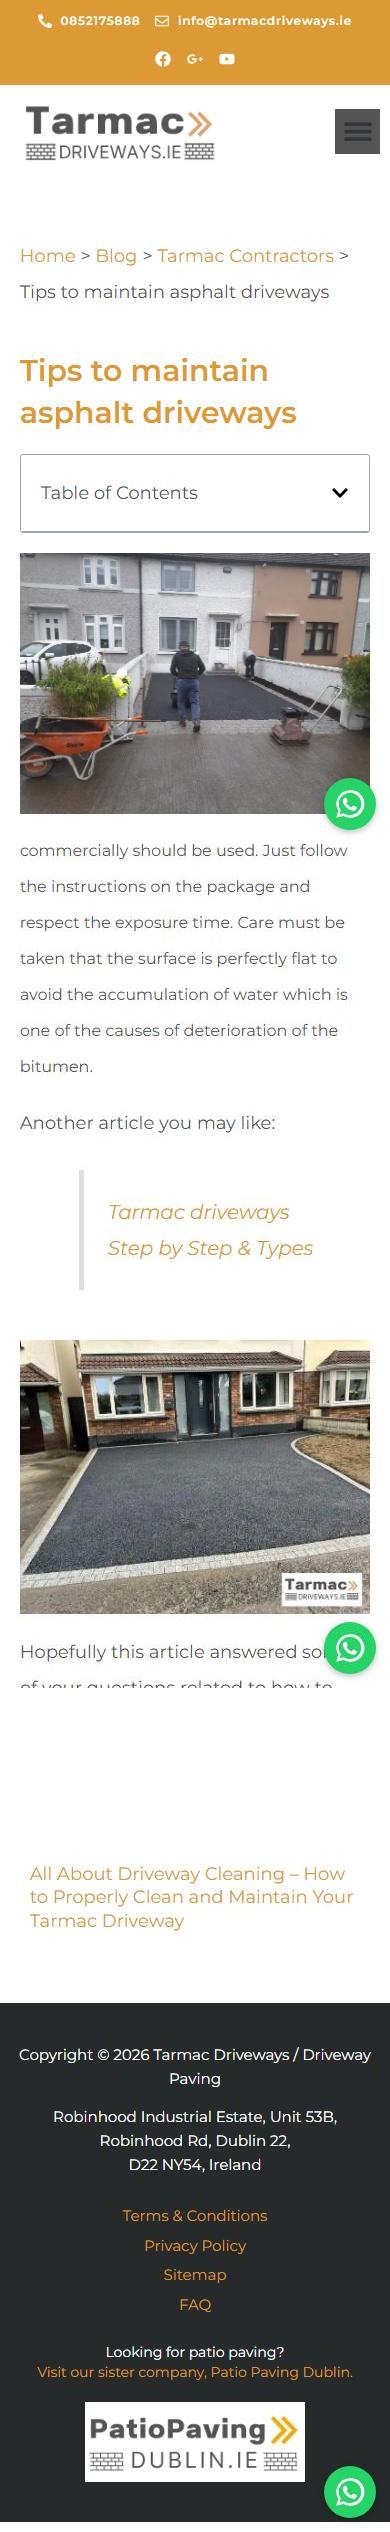 0852175888 info@tarmacdriveways.ie
Tarmac
DRIVEWAYS.IE
Home > Blog > Tarmac Contractors >
Tips to maintain asphalt driveways
Tips to maintain
asphalt driveways
Table of Contents
commercially should be used. Just follow
the instructions on the package and
respect the exposure time. Care must be
taken that the surface is perfectly flat to
avoid the accumulation of water which is
one of the causes of deterioration of the
bitumen.
Another article you may like:
Tarmac driveways
Step by Step & Types
Tarmac
DRIVEWAYS.IE
Hopefully this article answered
of your questions related to how to
All About Driveway Cleaning – How
to Properly Clean and Maintain Your
Tarmac Driveway
Copyright © 2026 Tarmac Driveways / Driveway
Paving
Robinhood Industrial Estate, Unit 53B,
Robinhood Rd, Dublin 22,
D22 NY54, Ireland
Terms & Conditions
Privacy Policy
Sitemap
FAQ
Looking for patio paving?
Visit our sister company, Patio Paving Dublin.
PatioPaving
DUBLIN.IE